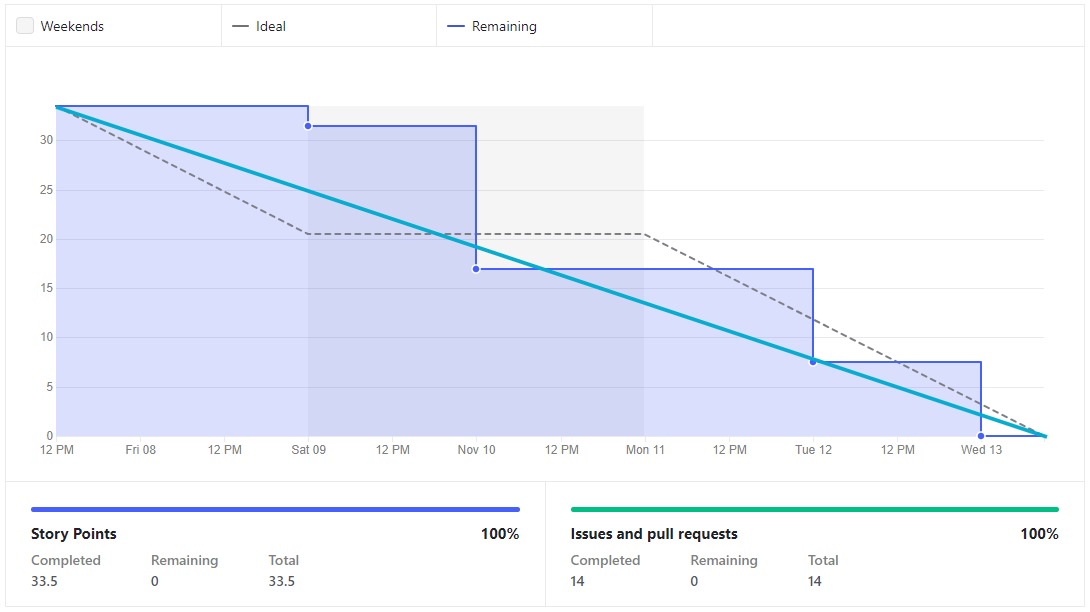 Weekends Ideal Remaining
30
25
20
15
10
5
0
12 PM Fri 08 12 PM Sat 09 12 PM Nov 10 12 PM Mon 11 12 PM Tue 12 12 PM Wed 13
Story Points 100%
Completed Remaining Total
33.5 0 33.5
Issues and pull requests 100%
Completed Remaining Total
14 0 14